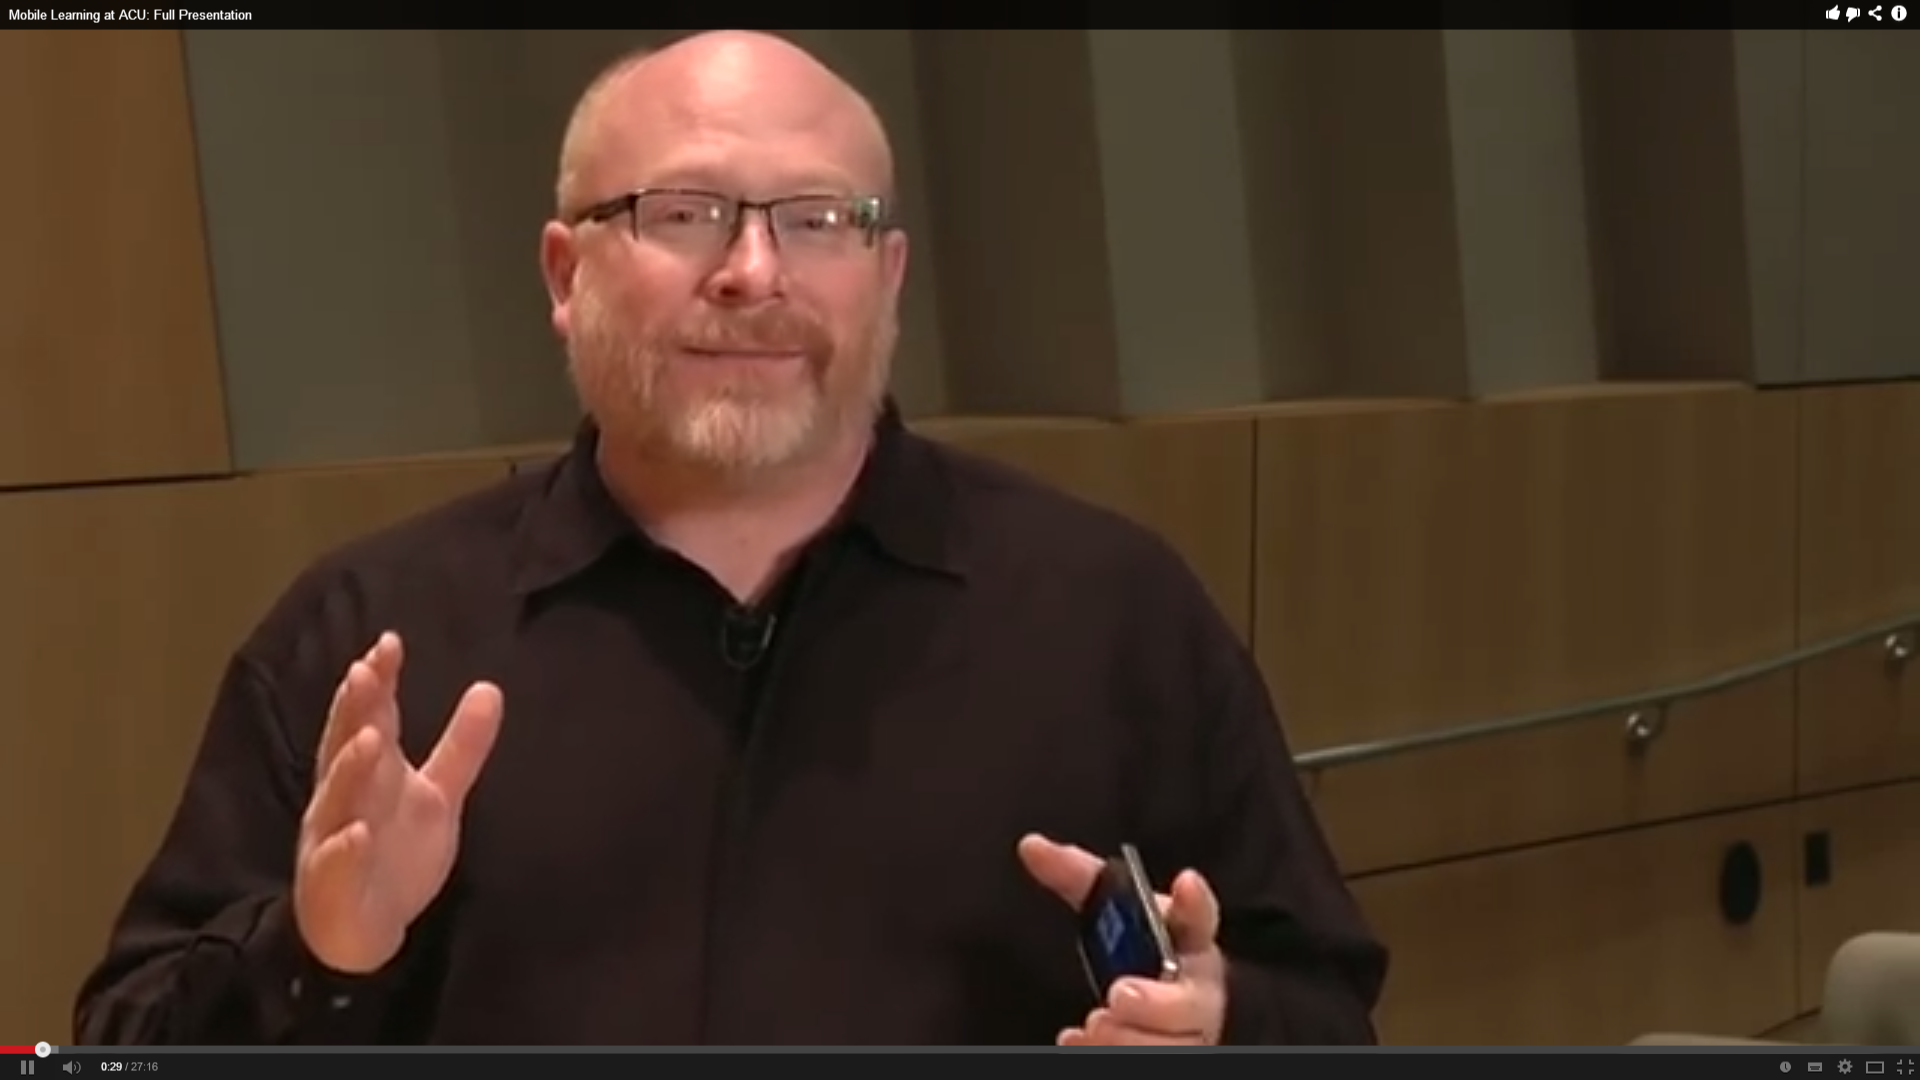 Mobile Learning at ACU: Full Presentation
0:29 / 27:16